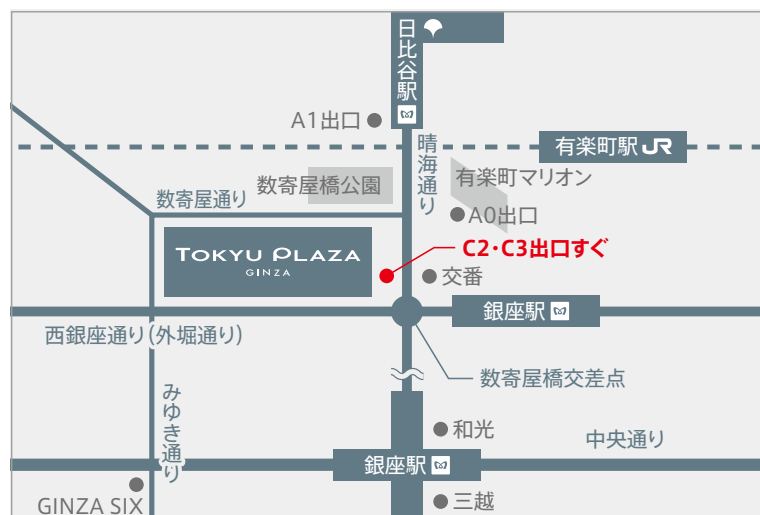 日比谷駅
A1出口
晴海通り
有楽町駅 JR
数寄屋橋公園
有楽町マリオン
数寄屋通り
A0出口
TOKYU PLAZA
GINZA
C2・C3出口すぐ
交番
銀座駅
西銀座通り(外堀通り)
数寄屋橋交差点
みゆき通り
和光
中央通り
銀座駅
GINZA SIX
三越